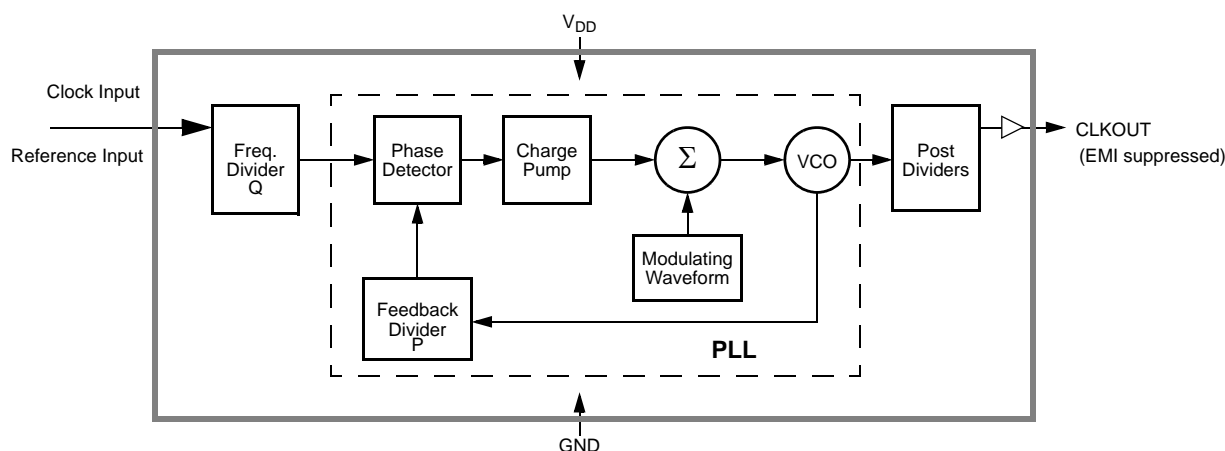 VDD
Clock Input
Reference Input
Freq.
Divider
Q
Phase
Detector
Charge
Pump
Σ
VCO
Post
Dividers
CLKOUT
(EMI suppressed)
Modulating
Waveform
Feedback
Divider
P
PLL
GND